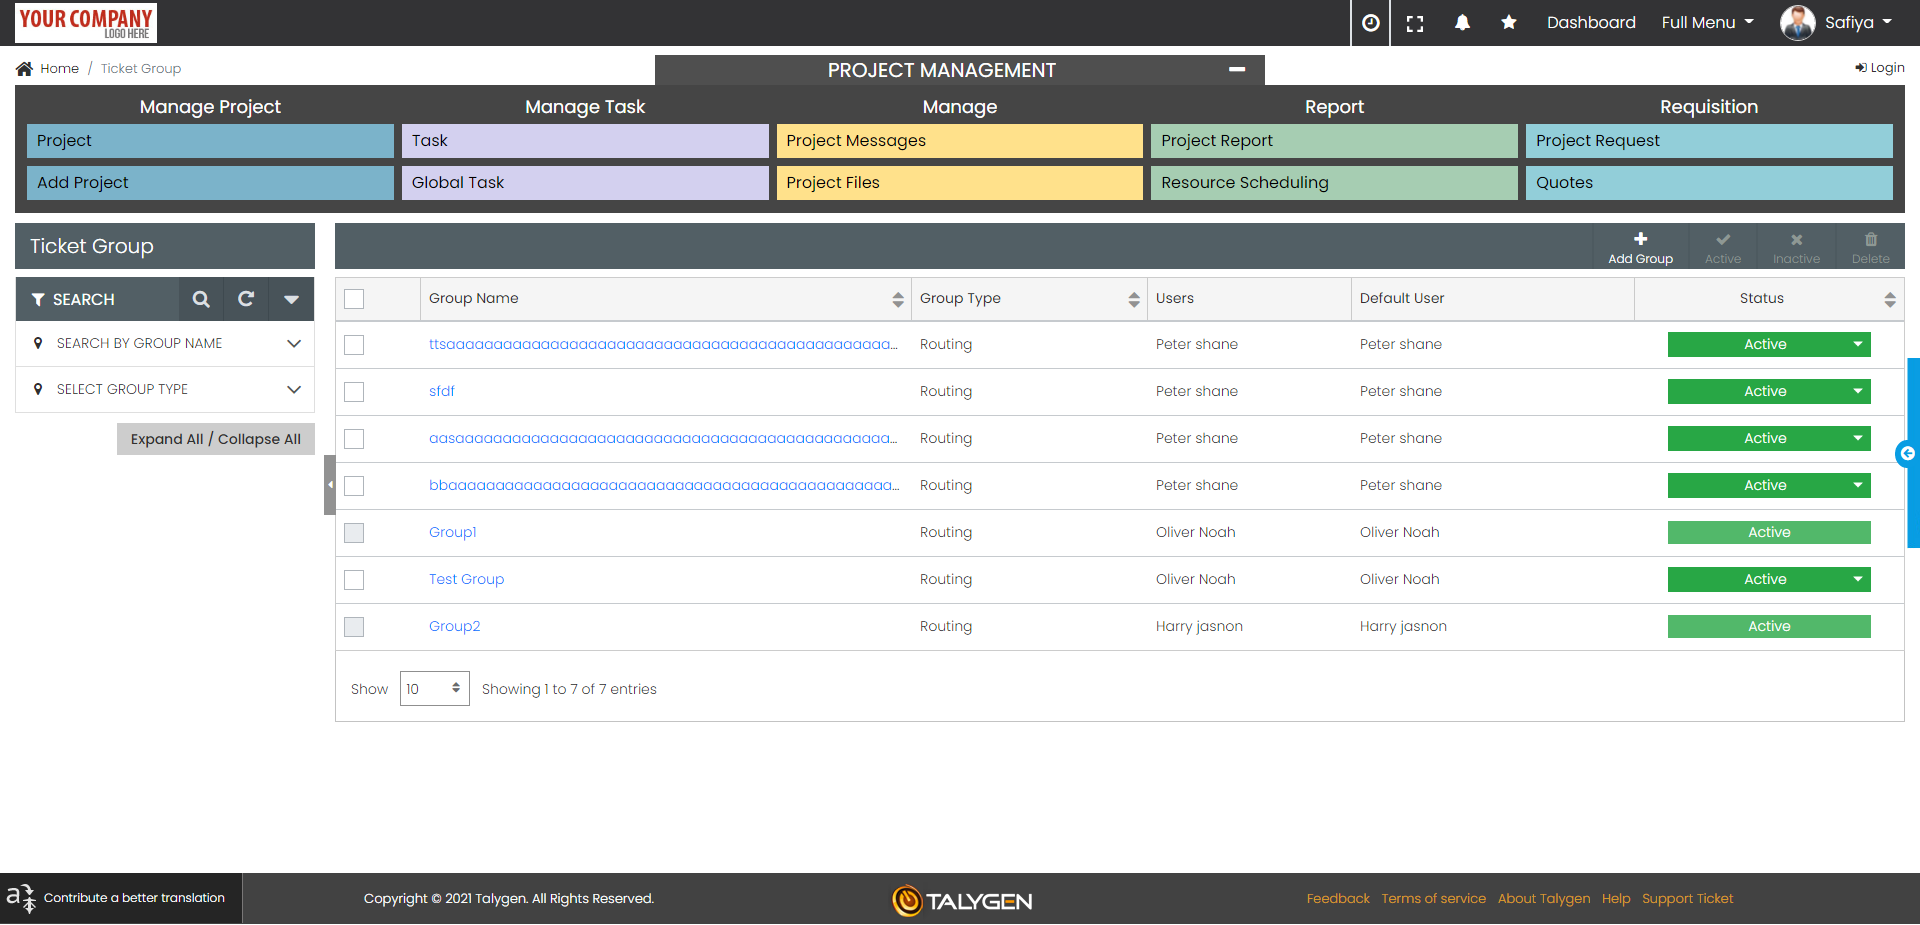 YOUR COMPANY
LOGO HERE
Dashboard
Full Menu
Safiya
Home / Ticket Group
PROJECT MANAGEMENT
Login
Manage Project
Manage Task
Manage
Report
Requisition
Project
Task
Project Messages
Project Report
Project Request
Add Project
Global Task
Project Files
Resource Scheduling
Quotes
Ticket Group
Add Group
Active
Inactive
Delete
SEARCH
SEARCH BY GROUP NAME
SELECT GROUP TYPE
Expand All / Collapse All
Group Name Group Type Users Default User Status
Routing Peter shane Peter shane Active
sfdf Routing Peter shane Peter shane Active
Routing Peter shane Peter shane Active
Routing Peter shane Peter shane Active
Group1 Routing Oliver Noah Oliver Noah Active
Test Group Routing Oliver Noah Oliver Noah Active
Group2 Routing Harry jasnon Harry jasnon Active
Show 10 Showing 1 to 7 of 7 entries
Contribute a better translation
Copyright © 2021 Talygen. All Rights Reserved.
TALYGEN
Feedback Terms of service About Talygen Help Support Ticket